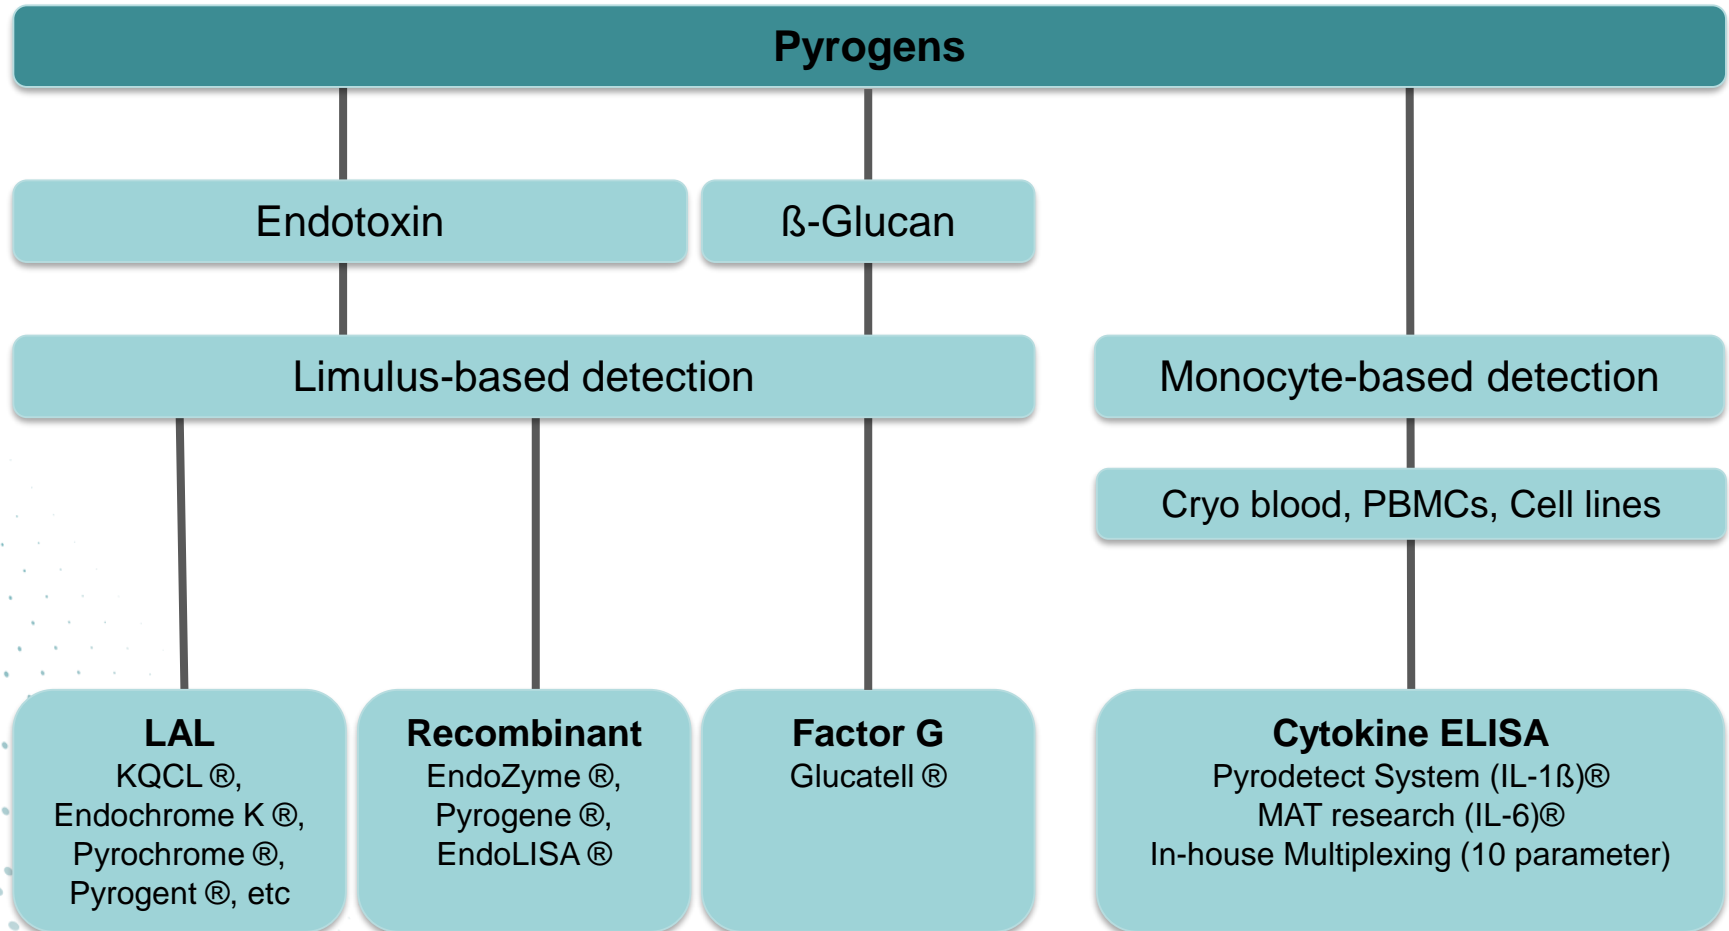 Pyrogens
Endotoxin
ß-Glucan
Limulus-based detection
Monocyte-based detection
Cryo blood, PBMCs, Cell lines
LAL
KQCL ®,
Endochrome K ®,
Pyrochrome ®,
Pyrogent ®, etc
Recombinant
EndoZyme ®,
Pyrogene ®,
EndoLISA ®
Factor G
Glucatell ®
Cytokine ELISA
Pyrodetect System (IL-1ß)®
MAT research (IL-6)®
In-house Multiplexing (10 parameter)